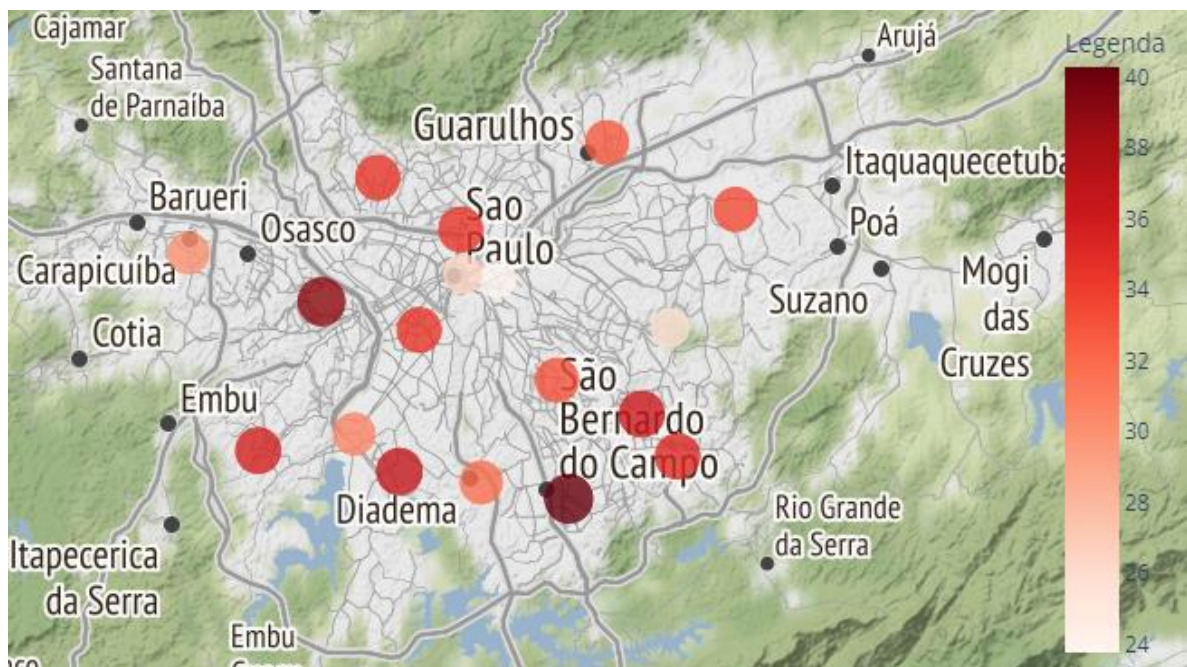 Cajamar
Santana
de Parnaíba
Arujá
Legenda
40
Guarulhos
38
Itaquaquecetuba
Barueri
Sao
Paulo
Osasco
Poá
36
Carapicuíba
Suzano
Mogi
das
Cruzes
34
Cotia
32
São
Bernardo
do Campo
Embu
30
Diadema
28
Rio Grande
da Serra
Itapecerica
da Serra
26
Embu
24